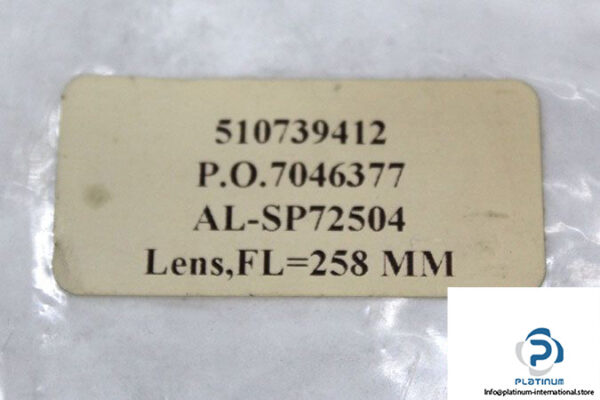 510739412
P.O.7046377
AL-SP72504
Lens,FL=258 MM
PLATINUM
Info@platinum-international.store